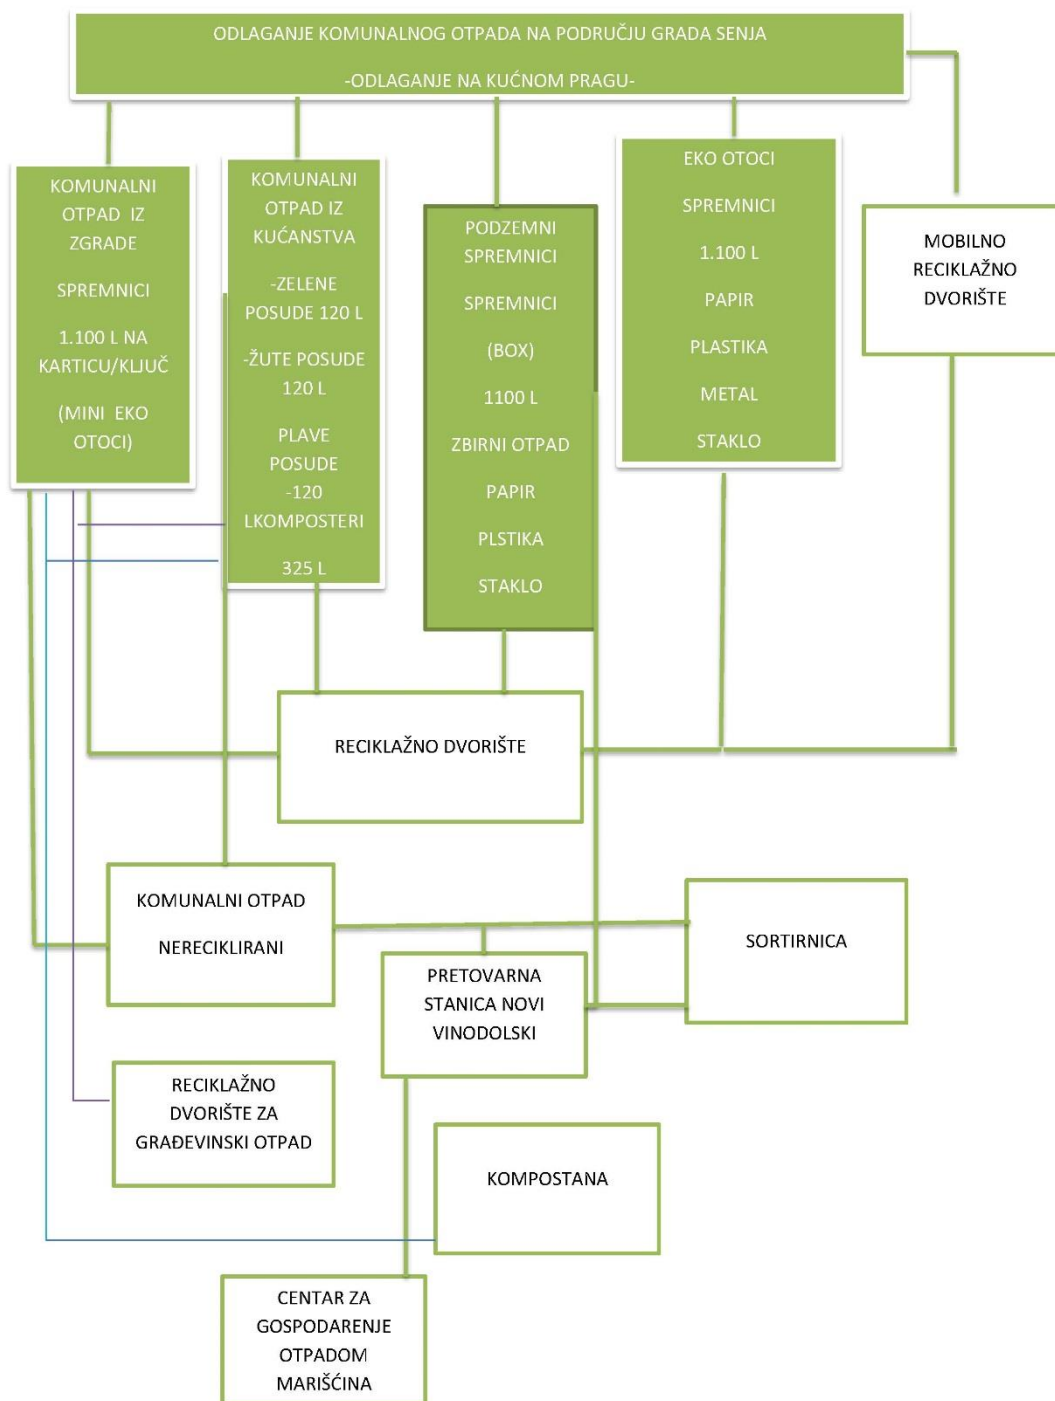 ODLAGANJE KOMUNALNOG OTPADA NA PODRUČJU GRADA SENJA
-ODLAGANJE NA KUĆNOM PRAGU-
KOMUNALNI
OTPAD IZ
ZGRADE
SPREMNICI
1.100 L NA
KARTICU/KLJUČ
(MINI EKO
OTOCI)
KOMUNALNI
OTPAD IZ
KUĆANSTVA
-ZELENE
POSUDE 120 L
-ŽUTE POSUDE
120 L
PLAVE
POSUDE
-120
LKOMPOSTERI
325 L
PODZEMNI
SPREMNICI
SPREMNICI
(BOX)
1100 L
ZBIRNI OTPAD
PAPIR
PLSTIKA
STAKLO
EKO OTOCI
SPREMNICI
1.100 L
PAPIR
PLASTIKA
METAL
STAKLO
MOBILNO
RECIKLAŽNO
DVORIŠTE
RECIKLAŽNO DVORIŠTE
KOMUNALNI OTPAD
NERECIKLIRANI
SORTIRNICA
PRETOVARNA
STANICA NOVI
VINODOLSKI
RECIKLAŽNO
DVORIŠTE ZA
GRAĐEVINSKI OTPAD
KOMPOSTANA
CENTAR ZA
GOSPODARENJE
OTPADOM
MARIŠĆINA